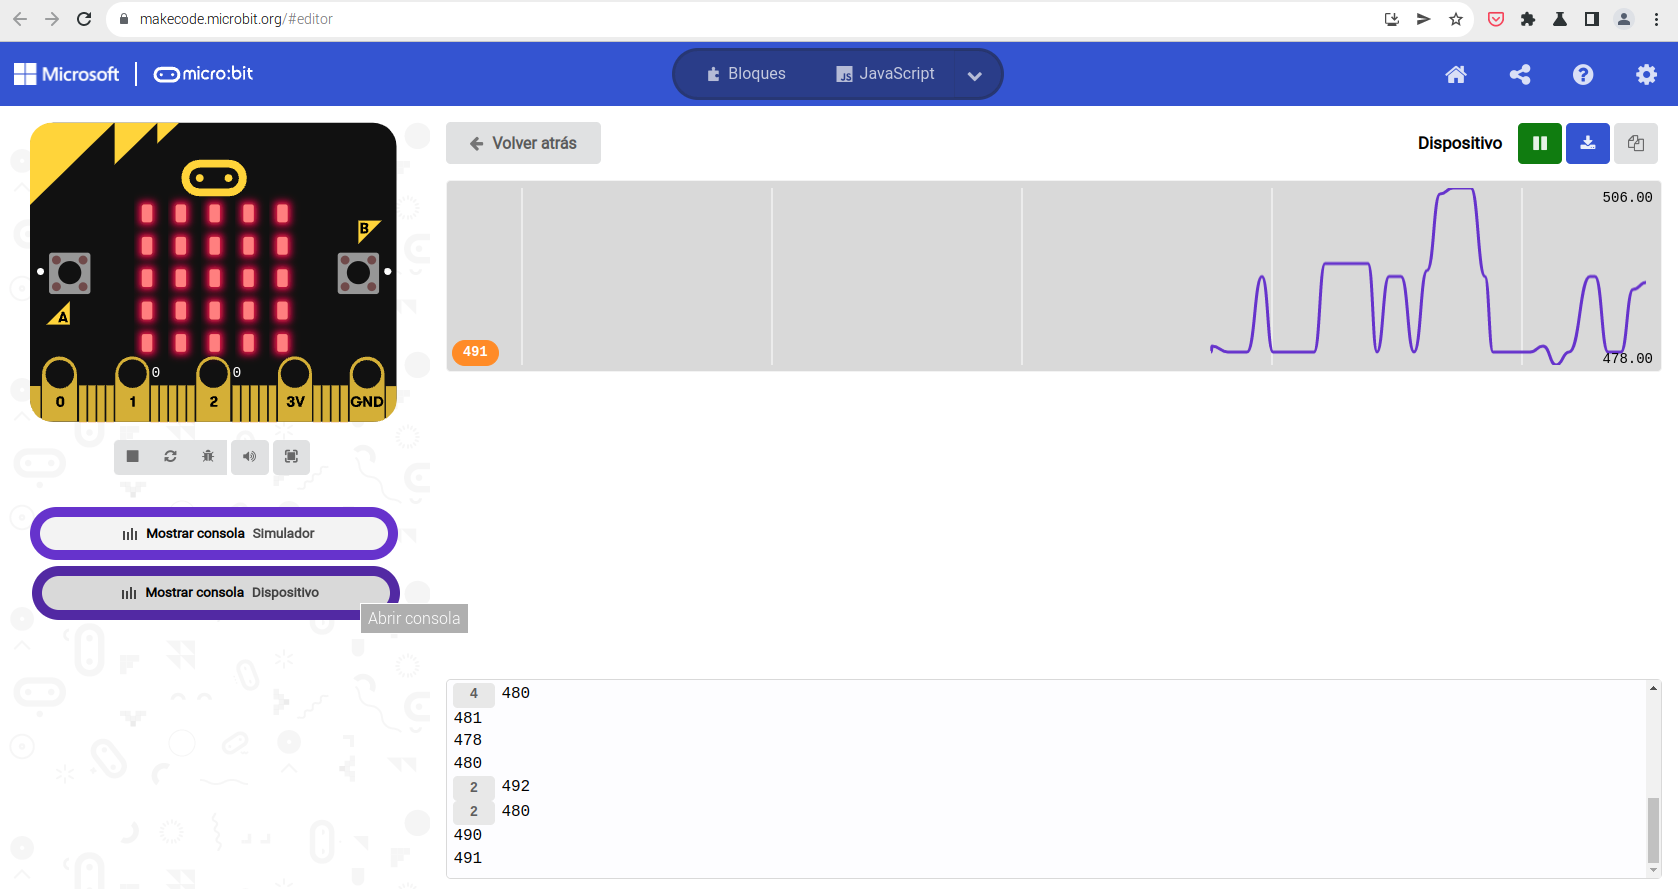 makecode.microbit.org/#editor
Microsoft
micro:bit
Bloques
JS JavaScript
B
A
0
0
0
1
2
3V
GND
Mostrar consola Simulador
Mostrar consola Dispositivo
Abrir consola
Volver atrás
Dispositivo
506.00
491
478.00
4 480
481
478
480
2 492
2 480
490
491